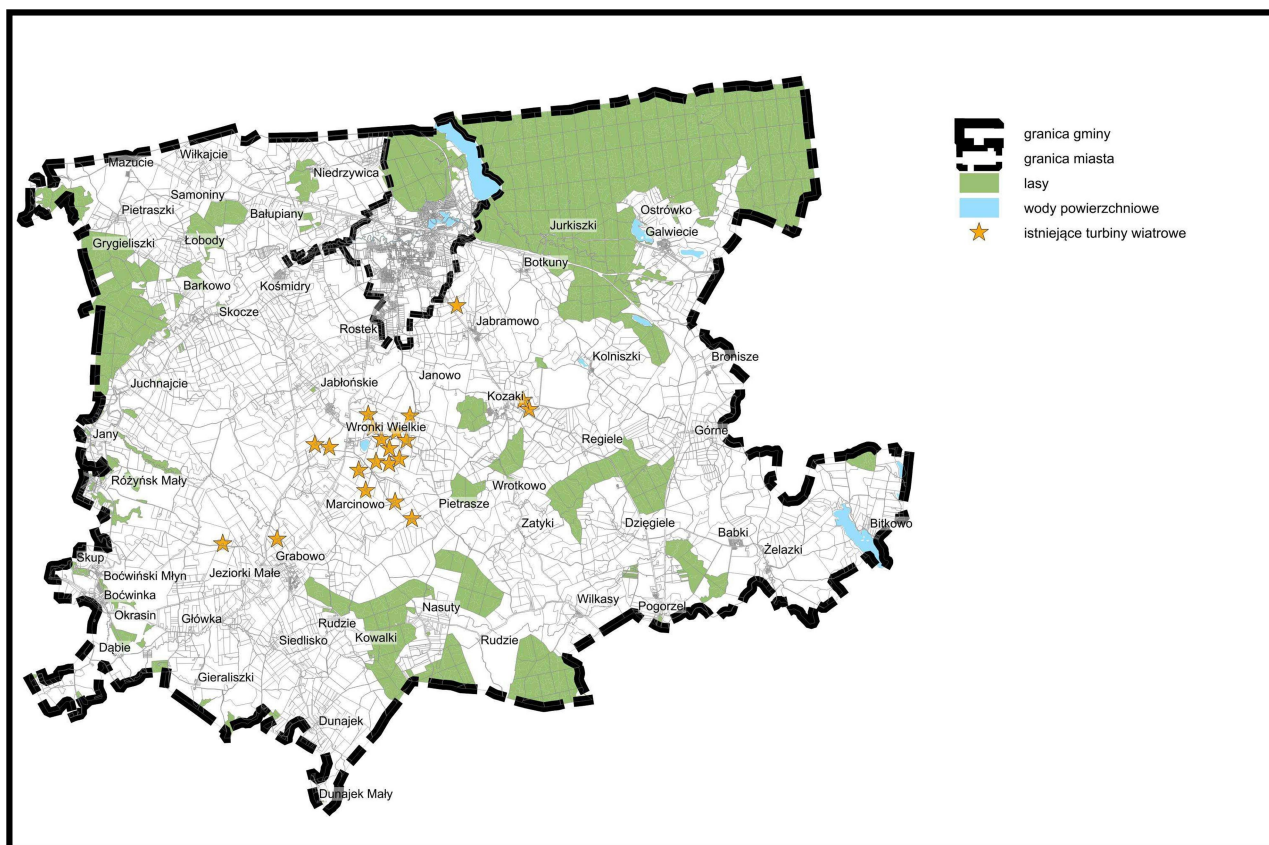 granica gminy
granica miasta
lasy
wody powierzchniowe
istniejące turbiny wiatrowe
Mazucie
Wiłkajcie
Niedrzywica
Samoniny
Pietraszki
Bałupiany
Grygieliszki
Łobody
Barkowo
Kośmidry
Skocze
Rostek
Ostrówko
Jurkiszki
Galwiecie
Botkuny
Jabramowo
Kolniszki
Bronisze
Juchnajcie
Jabłońskie
Janowo
Kozaki
Wronki Wielkie
Jany
Regiele
Górne
Różyńsk Mały
Marcinowo
Pietrasze
Wrotkowo
Zatyki
Dzięgiele
Babki
Bitkowo
Żelazki
Skup
Grabowo
Boćwiński Młyn
Jeziorki Małe
Boćwinka
Okrasin
Główka
Nasuty
Wilkasy
Pogorzel
Rudzie
Siedlisko
Kowalki
Rudzie
Dąbie
Gieraliszki
Dunajek
Dunajek Mały